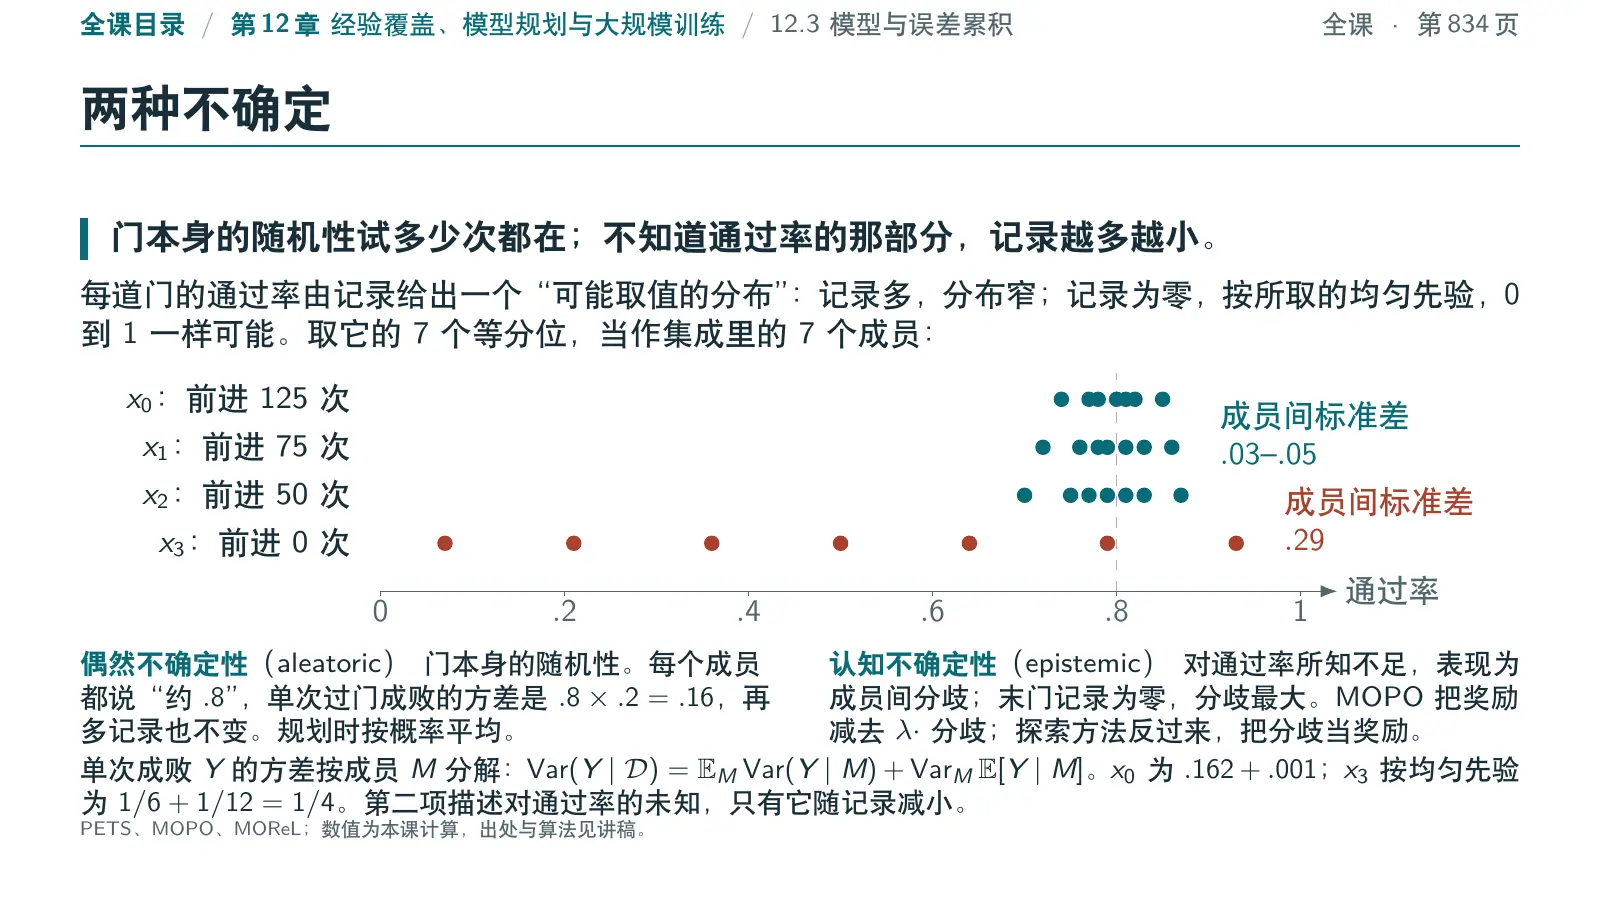 全课目录 / 第 12 章 经验覆盖、模型规划与大规模训练 / 12.3 模型与误差累积
全课 · 第 834 页
两种不确定
门本身的随机性试多少次都在；不知道通过率的那部分，记录越多越小。
每道门的通过率由记录给出一个“可能取值的分布”：记录多，分布窄；记录为零，按所取的均匀先验，0
到 1 一样可能。取它的 7 个等分位，当作集成里的 7 个成员：
x₀：前进 125 次
x₁：前进 75 次
x₂：前进 50 次
x₃：前进 0 次
成员间标准差
.03–.05
成员间标准差
.29
0 .2 .4 .6 .8 1 通过率
偶然不确定性（aleatoric） 门本身的随机性。每个成员
都说“约 .8”，单次过门成败的方差是 .8 × .2 = .16，再
多记录也不变。规划时按概率平均。
认知不确定性（epistemic） 对通过率所知不足，表现为
成员间分歧；末门记录为零，分歧最大。MOPO 把奖励
减去 λ· 分歧；探索方法反过来，把分歧当奖励。
单次成败 Y 的方差按成员 M 分解：Var(Y | 𝒟) = 𝔼_M Var(Y | M) + Var_M 𝔼[Y | M]。x₀ 为 .162 + .001；x₃ 按均匀先验
为 1/6 + 1/12 = 1/4。第二项描述对通过率的未知，只有它随记录减小。
PETS、MOPO、MOReL；数值为本课计算，出处与算法见讲稿。